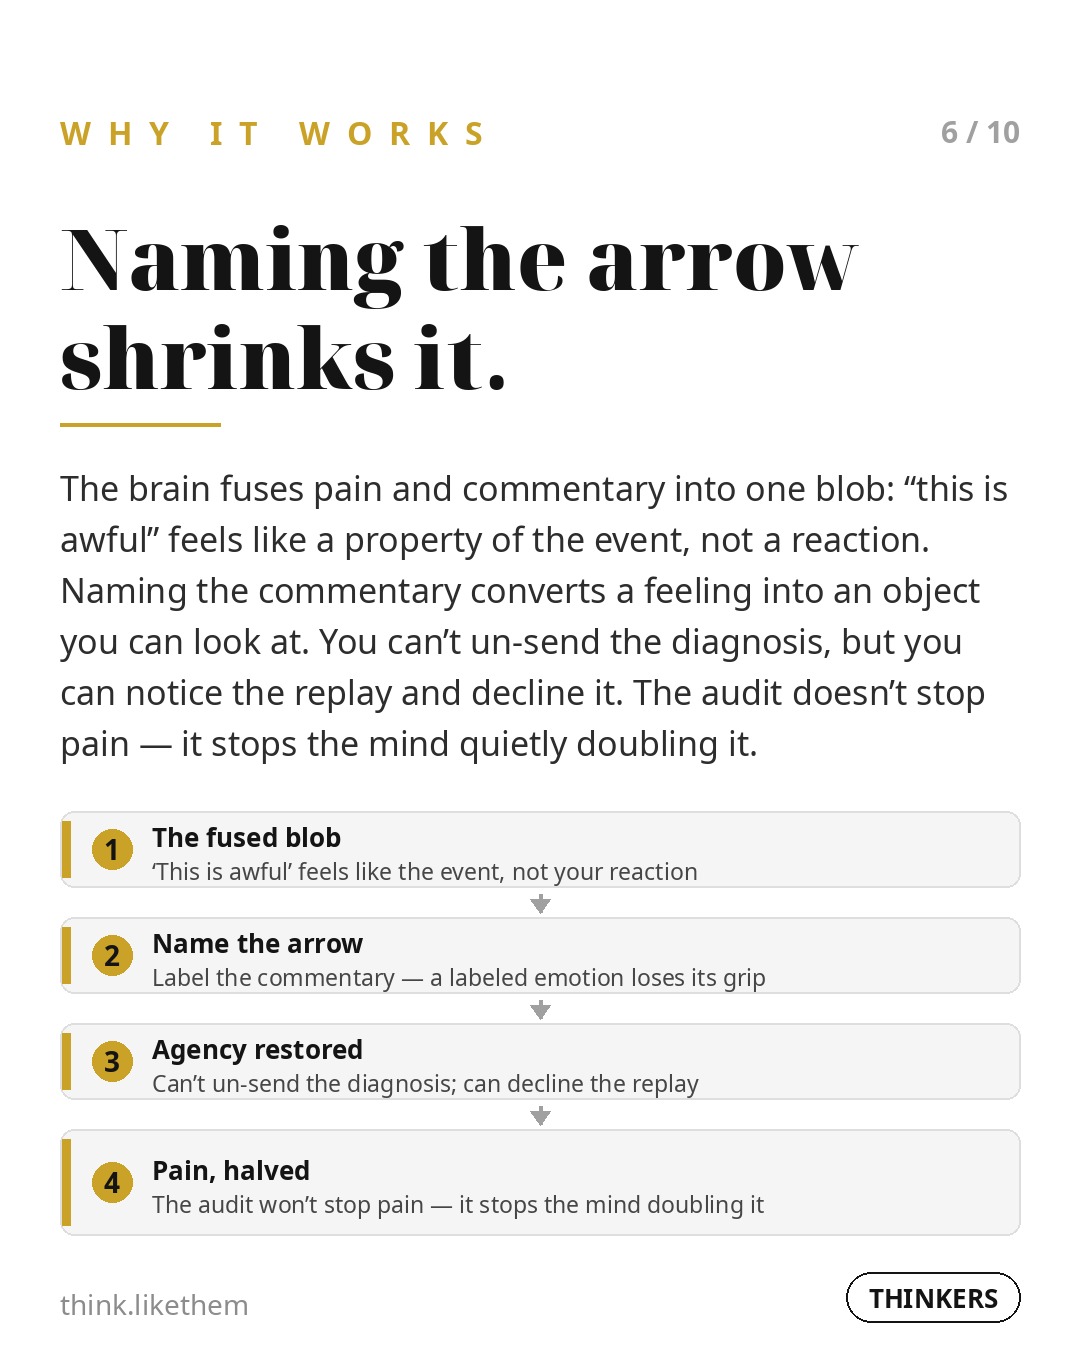 WHY IT WORKS
6 / 10
Naming the arrow
shrinks it.
The brain fuses pain and commentary into one blob: “this is
awful” feels like a property of the event, not a reaction.
Naming the commentary converts a feeling into an object
you can look at. You can’t un-send the diagnosis, but you
can notice the replay and decline it. The audit doesn’t stop
pain — it stops the mind quietly doubling it.
1
The fused blob
‘This is awful’ feels like the event, not your reaction
2
Name the arrow
Label the commentary — a labeled emotion loses its grip
3
Agency restored
Can’t un-send the diagnosis; can decline the replay
4
Pain, halved
The audit won’t stop pain — it stops the mind doubling it
think.likethem
THINKERS